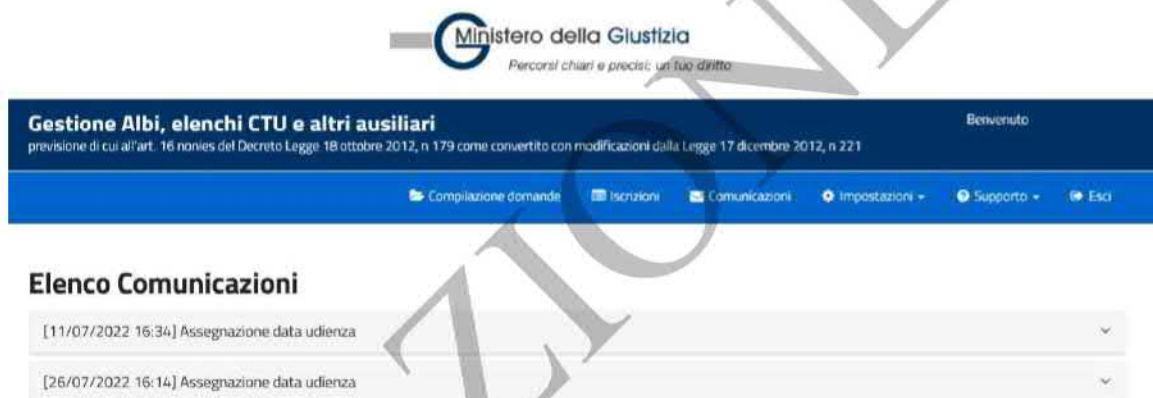 Ministero della Giustizia
Percorsi chiari e precisi: un tuo diritto
Gestione Albi, elenchi CTU e altri ausiliari
Benvenuto
previsione di cui all'art. 16 nonies del Decreto Legge 18 ottobre 2012, n 179 come convertito con modificazioni dalla Legge 17 dicembre 2012, n 221
Compilazione domande Iscrizioni Comunicazioni Impostazioni Supporto Esci
Elenco Comunicazioni
[11/07/2022 16:34] Assegnazione data udienza
[26/07/2022 16:14] Assegnazione data udienza
ZIONE